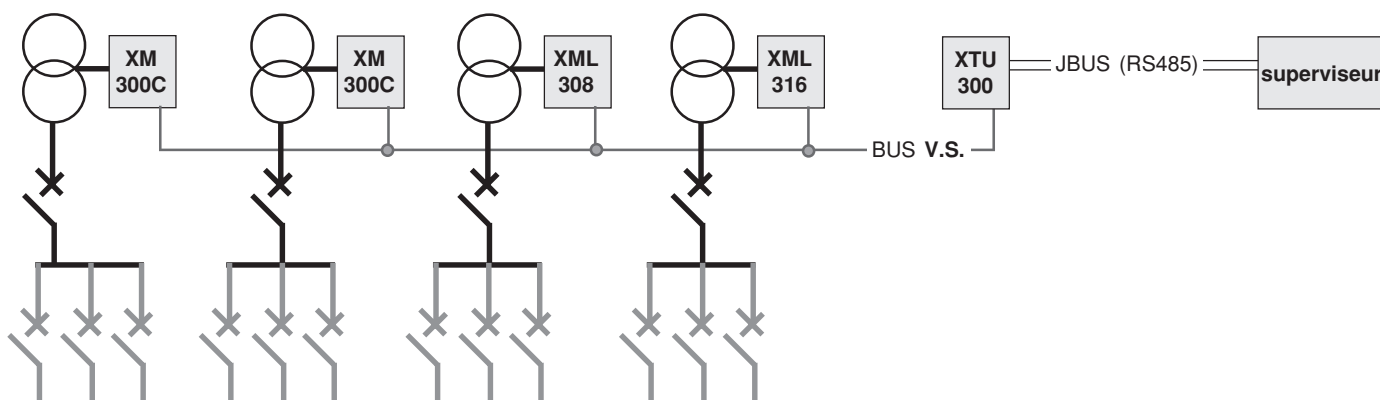 XM
300C
XM
300C
XML
308
XML
316
XTU
300
JBUS (RS485)
superviseur
BUS V.S.